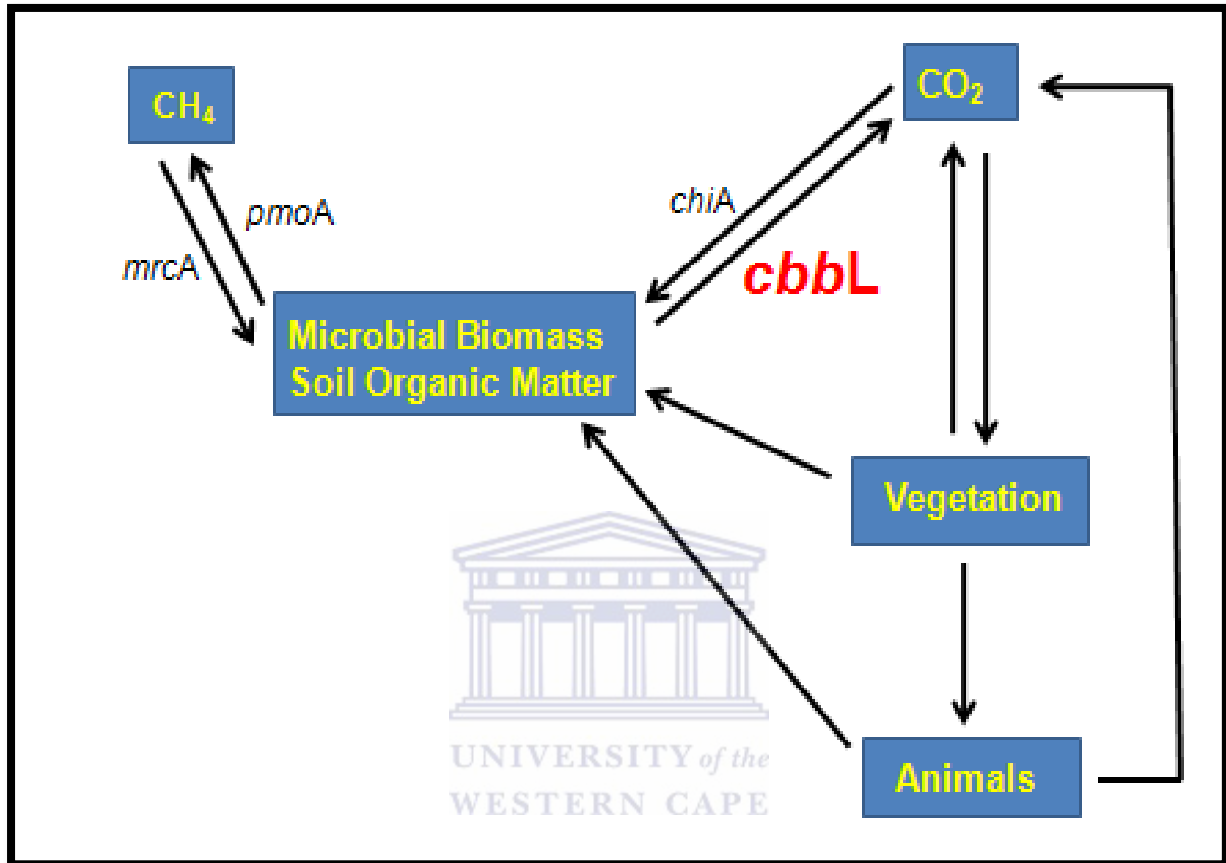 CH₄
CO₂
pmoA
mrcA
chiA
cbbL
Microbial Biomass
Soil Organic Matter
Vegetation
Animals
UNIVERSITY of the
WESTERN CAPE